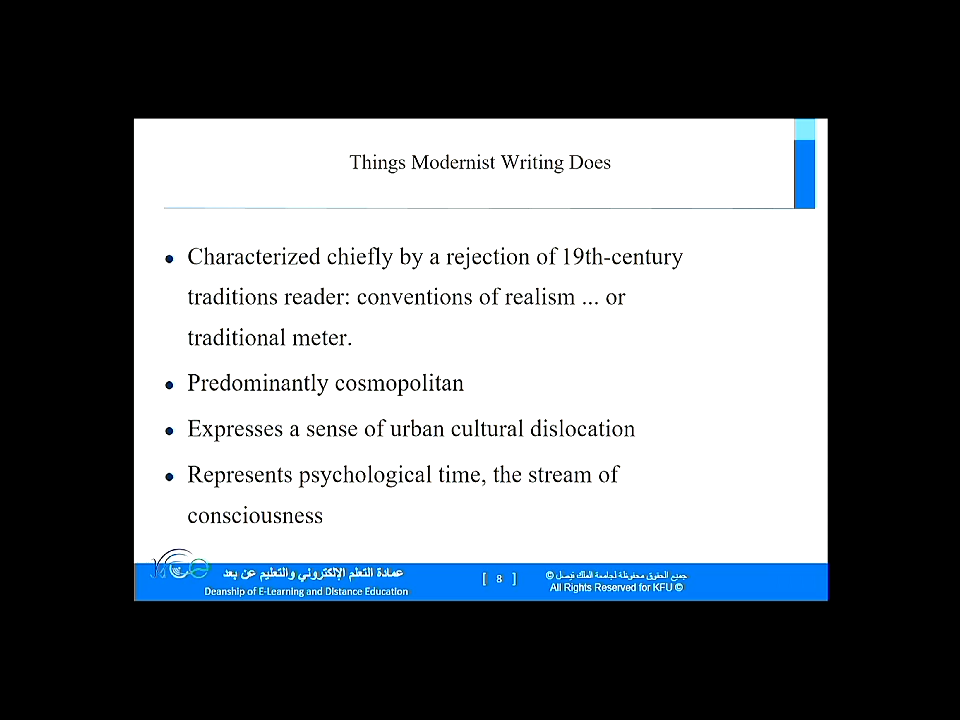 Things Modernist Writing Does
• Characterized chiefly by a rejection of 19th-century
traditions reader: conventions of realism ... or
traditional meter.
• Predominantly cosmopolitan
• Expresses a sense of urban cultural dislocation
• Represents psychological time, the stream of
consciousness
عمادة التعلم الإلكتروني والتعليم عن بعد
Deanship of E-Learning and Distance Education
[ 8 ]
جميع الحقوق محفوظة لجامعة الملك فيصل ©
All Rights Reserved for KFU ©